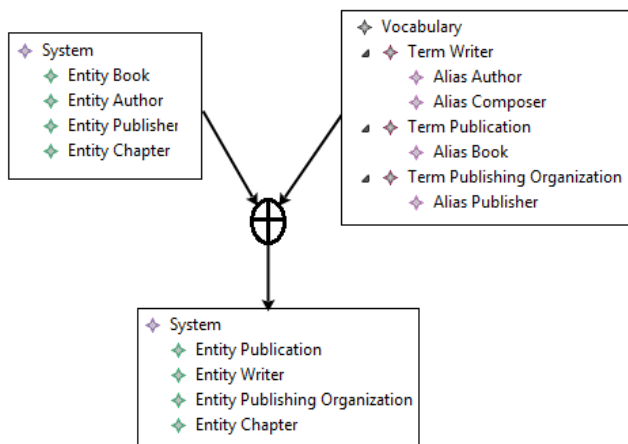 System
Entity Book
Entity Author
Entity Publisher
Entity Chapter
Vocabulary
Term Writer
Alias Author
Alias Composer
Term Publication
Alias Book
Term Publishing Organization
Alias Publisher
System
Entity Publication
Entity Writer
Entity Publishing Organization
Entity Chapter